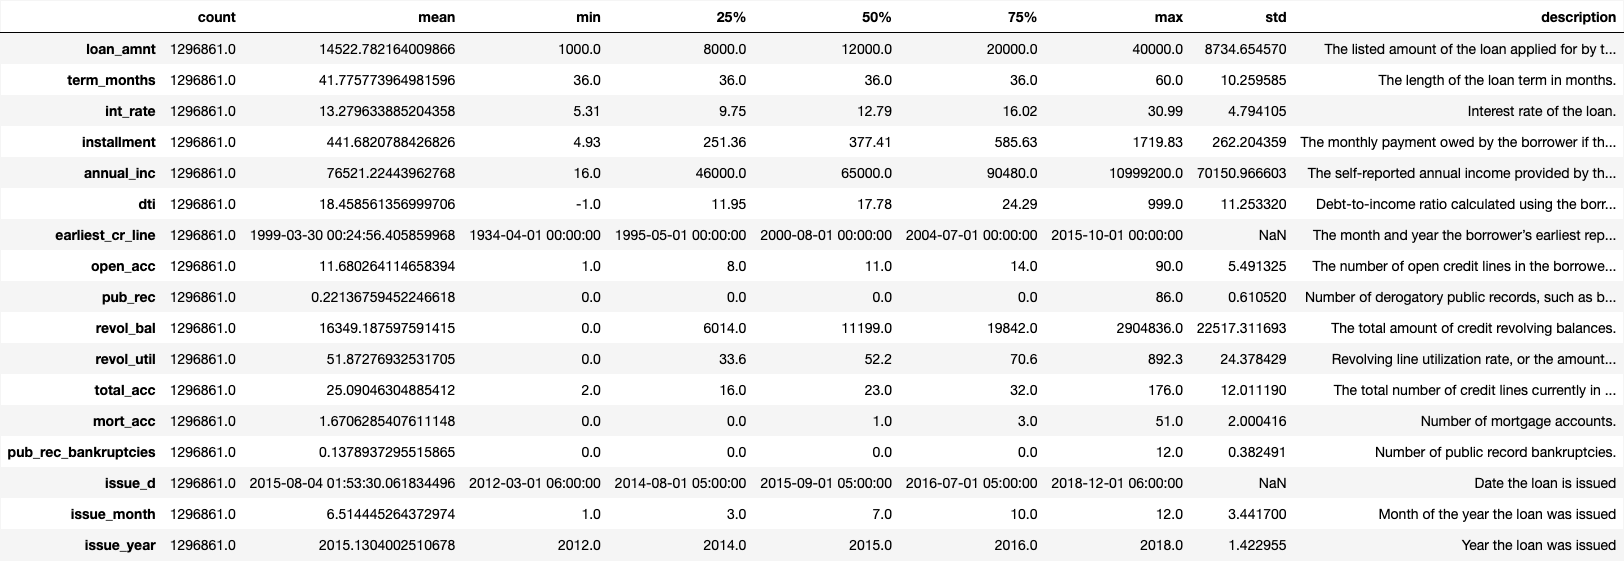 count mean min 25% 50% 75% max std description
loan_amnt 1296861.0 14522.782164009866 1000.0 8000.0 12000.0 20000.0 40000.0 8734.654570 The listed amount of the loan applied for by t...
term_months 1296861.0 41.775773964981596 36.0 36.0 36.0 36.0 60.0 10.259585 The length of the loan term in months.
int_rate 1296861.0 13.279633885204358 5.31 9.75 12.79 16.02 30.99 4.794105 Interest rate of the loan.
installment 1296861.0 441.6820788426826 4.93 251.36 377.41 585.63 1719.83 262.204359 The monthly payment owed by the borrower if th...
annual_inc 1296861.0 76521.22443962768 16.0 46000.0 65000.0 90480.0 10999200.0 70150.966603 The self-reported annual income provided by th...
dti 1296861.0 18.458561356999706 -1.0 11.95 17.78 24.29 999.0 11.253320 Debt-to-income ratio calculated using the borr...
earliest_cr_line 1296861.0 1999-03-30 00:24:56.405859968 1934-04-01 00:00:00 1995-05-01 00:00:00 2000-08-01 00:00:00 2004-07-01 00:00:00 2015-10-01 00:00:00 NaN The month and year the borrower's earliest rep...
open_acc 1296861.0 11.680264114658394 1.0 8.0 11.0 14.0 90.0 5.491325 The number of open credit lines in the borrowe...
pub_rec 1296861.0 0.22136759452246618 0.0 0.0 0.0 0.0 86.0 0.610520 Number of derogatory public records, such as b...
revol_bal 1296861.0 16349.187597591415 0.0 6014.0 11199.0 19842.0 2904836.0 22517.311693 The total amount of credit revolving balances.
revol_util 1296861.0 51.87276932531705 0.0 33.6 52.2 70.6 892.3 24.378429 Revolving line utilization rate, or the amount...
total_acc 1296861.0 25.09046304885412 2.0 16.0 23.0 32.0 176.0 12.011190 The total number of credit lines currently in ...
mort_acc 1296861.0 1.6706285407611148 0.0 0.0 1.0 3.0 51.0 2.000416 Number of mortgage accounts.
pub_rec_bankruptcies 1296861.0 0.1378937295515865 0.0 0.0 0.0 0.0 12.0 0.382491 Number of public record bankruptcies.
issue_d 1296861.0 2015-08-04 01:53:30.061834496 2012-03-01 06:00:00 2014-08-01 05:00:00 2015-09-01 05:00:00 2016-07-01 05:00:00 2018-12-01 06:00:00 NaN Date the loan is issued
issue_month 1296861.0 6.514445264372974 1.0 3.0 7.0 10.0 12.0 3.441700 Month of the year the loan was issued
issue_year 1296861.0 2015.1304002510678 2012.0 2014.0 2015.0 2016.0 2018.0 1.422955 Year the loan was issued